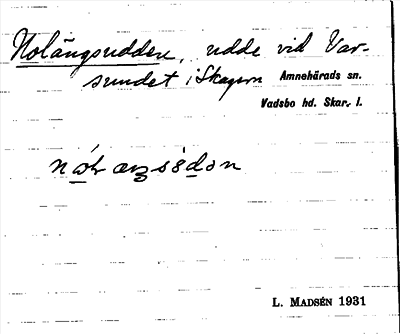 Nolängsudden, udde vid Var-
sundet i Skagern Amnehärads sn.
Vadsbo hd. Skar. l.
L. MADSÉN 1931